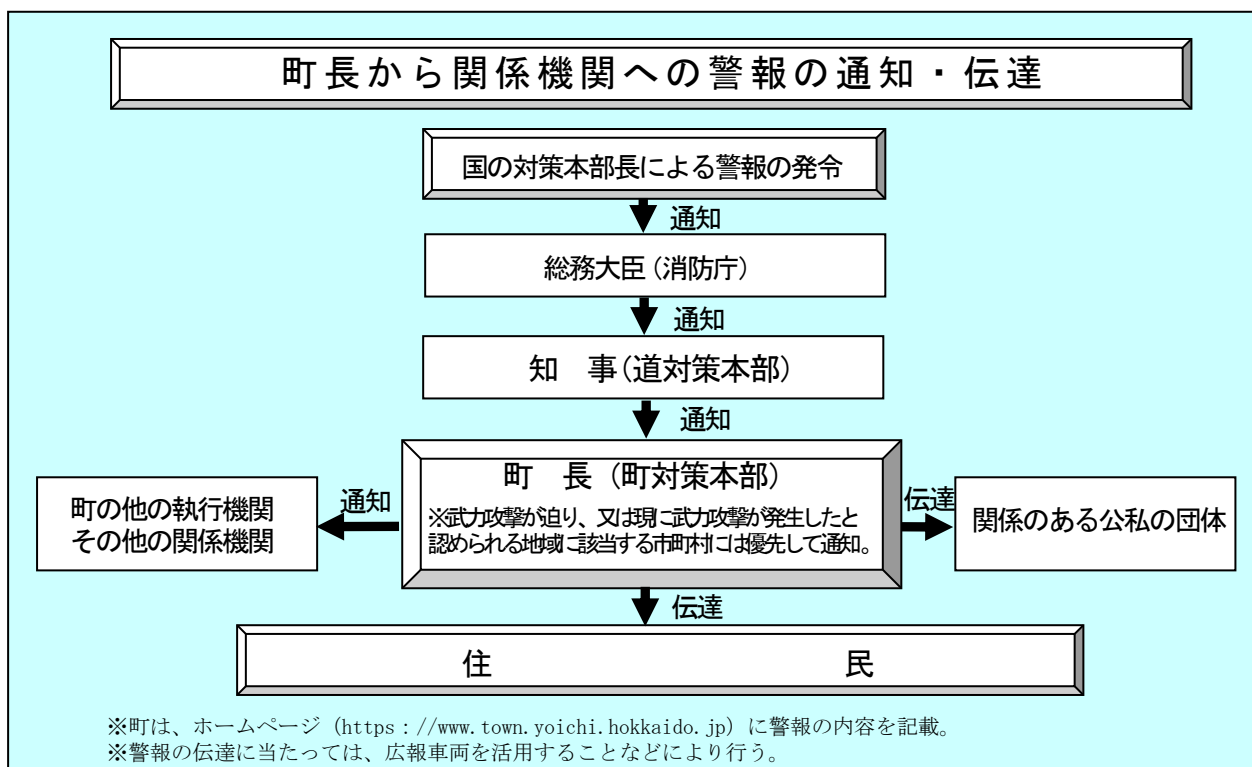 町長から関係機関への警報の通知・伝達
国の対策本部長による警報の発令
通知
総務大臣(消防庁)
通知
知　事(道対策本部)
通知
町　長(町対策本部)
※武力攻撃が迫り、又は現に武力攻撃が発生したと
認められる地域に該当する市町村には優先して通知。
通知
町の他の執行機関
その他の関係機関
伝達
関係のある公私の団体
伝達
住　民
※町は、ホームページ（https：//www.town.yoichi.hokkaido.jp）に警報の内容を記載。
※警報の伝達に当たっては、広報車両を活用することなどにより行う。